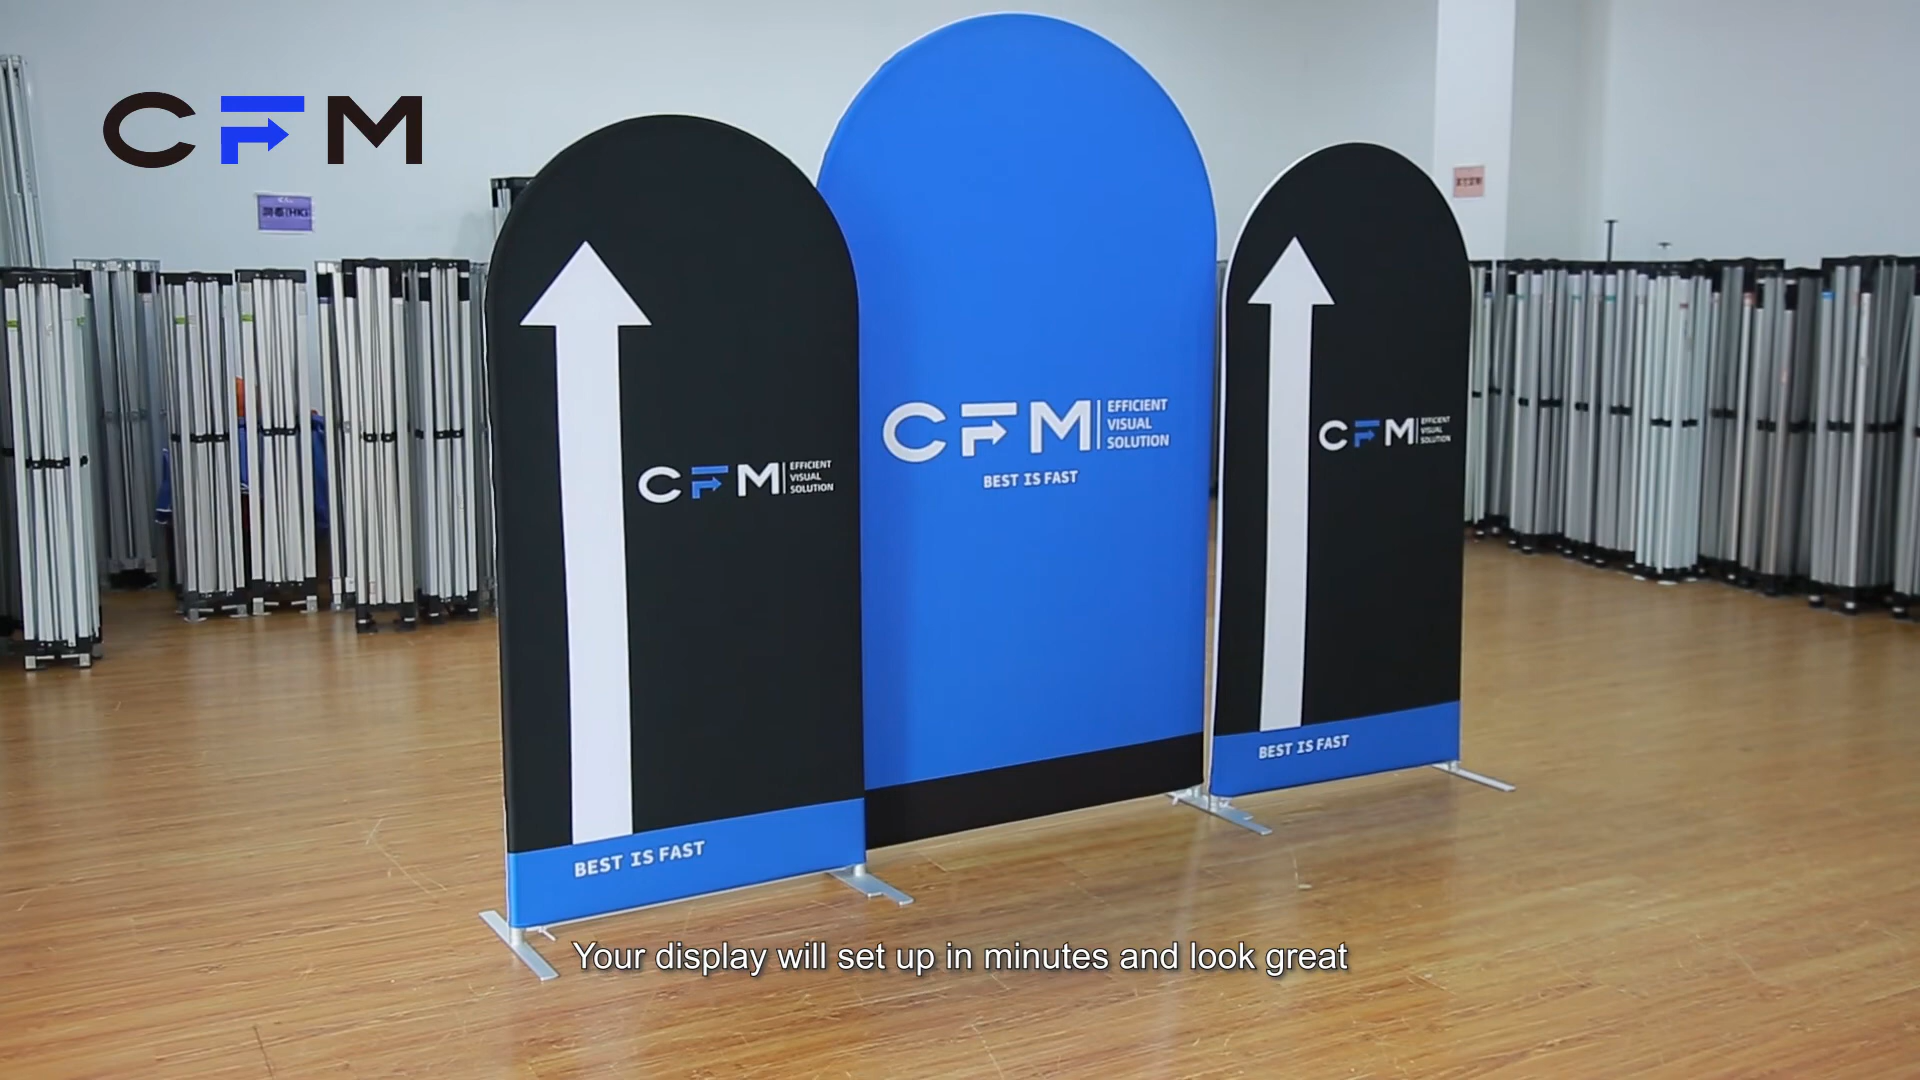 CFM
CFM EFFICIENT
VISUAL
SOLUTION
BEST IS FAST
CFM EFFICIENT
VISUAL
SOLUTION
BEST IS FAST
CFM EFFICIENT
VISUAL
SOLUTION
BEST IS FAST
Your display will set up in minutes and look great